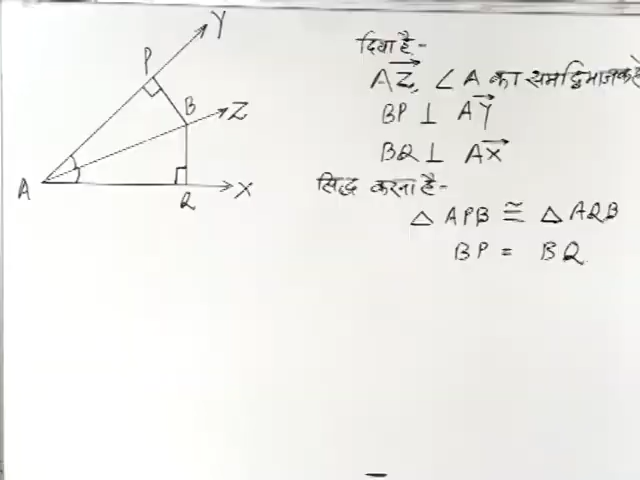 दिया है.-
AZ, ∠A का समद्विभाजक है
BP ⊥ AY
BQ ⊥ AX
सिद्ध करना है-
△ APB ≅ △ AQB
BP = BQ
Y
P
B
Z
A
Q
X